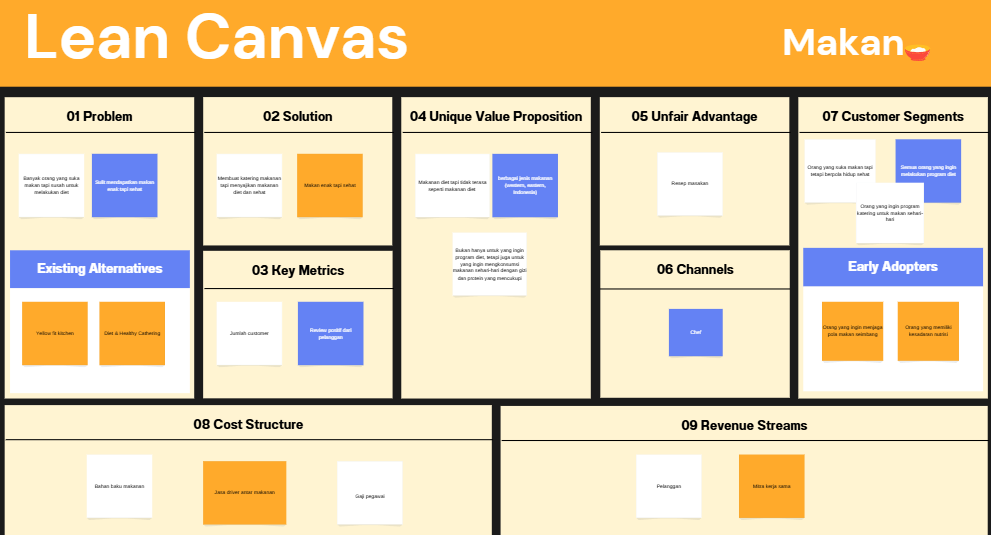 Lean Canvas
Makan
01 Problem
Banyak orang yang suka
makan tapi susah untuk
melakukan diet
Sulit mendapatkan makan
enak tapi sehat
Existing Alternatives
Yellow fit kitchen
Diet & Healthy Cathering
02 Solution
Membuat katering makanan
tapi menyajikan makanan
diet dan sehat
Makan enak tapi sehat
03 Key Metrics
Jumlah customer
Review positif dari
pelanggan
04 Unique Value Proposition
Makanan diet tapi tidak terasa
seperti makanan diet
berbagai jenis makanan
(western, eastern,
indonesia)
Bukan hanya untuk yang ingin
program diet, tetapi juga untuk
yang ingin mengkonsumsi
makanan sehari-hari dengan gizi
dan protein yang mencukupi
05 Unfair Advantage
Resep masakan
06 Channels
Chef
07 Customer Segments
Orang yang suka makan tapi
tetapi berpola hidup sehat
Semua orang yang ingin
melakukan program diet
Orang yang ingin program
katering untuk makan sehari-
hari
Early Adopters
Orang yang ingin menjaga
pola makan seimbang
Orang yang memiliki
kesadaran nutrisi
08 Cost Structure
Bahan baku makanan
Jasa driver antar makanan
Gaji pegawai
09 Revenue Streams
Pelanggan
Mitra kerja sama